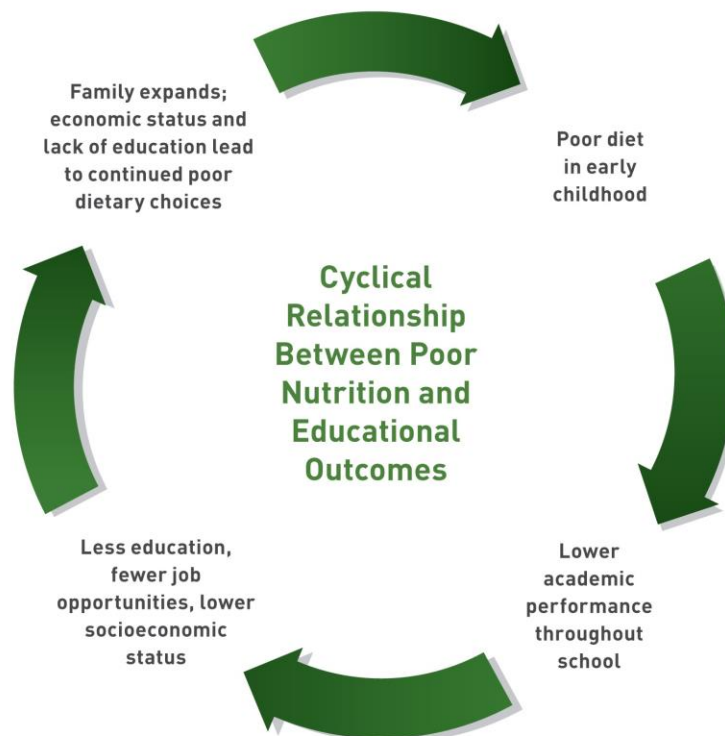 Family expands;
economic status and
lack of education lead
to continued poor
dietary choices
Poor diet
in early
childhood
Cyclical
Relationship
Between Poor
Nutrition and
Educational
Outcomes
Less education,
fewer job
opportunities, lower
socioeconomic
status
Lower
academic
performance
throughout
school